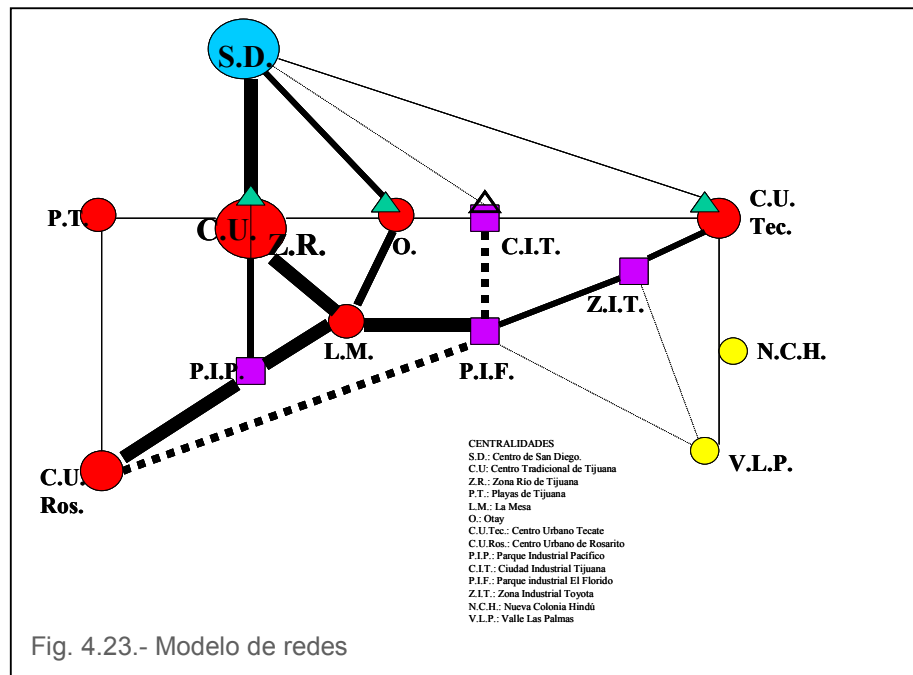 S.D.
P.T.
C.U.
Z.R.
O.
C.I.T.
C.U.
Tec.
Z.I.T.
L.M.
P.I.P.
P.I.F.
N.C.H.
C.U.
Ros.
V.L.P.
CENTRALIDADES
S.D.: Centro de San Diego.
C.U: Centro Tradicional de Tijuana
Z.R.: Zona Río de Tijuana
P.T.: Playas de Tijuana
L.M.: La Mesa
O.: Otay
C.U.Tec.: Centro Urbano Tecate
C.U.Ros.: Centro Urbano de Rosarito
P.I.P.: Parque Industrial Pacífico
C.I.T.: Ciudad Industrial Tijuana
P.I.F.: Parque industrial El Florido
Z.I.T.: Zona Industrial Toyota
N.C.H.: Nueva Colonia Hindú
V.L.P.: Valle Las Palmas
Fig. 4.23.- Modelo de redes